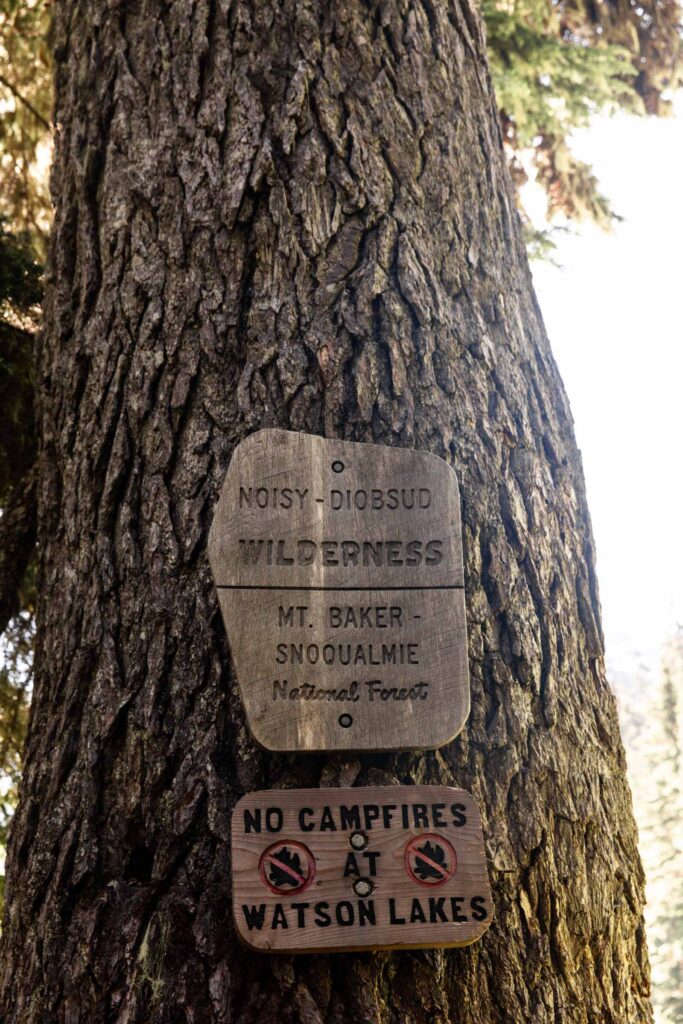 NOISY - DIOBSUD
WILDERNESS
MT. BAKER -
SNOQUALMIE
National Forest
NO CAMPFIRES
AT
WATSON LAKES